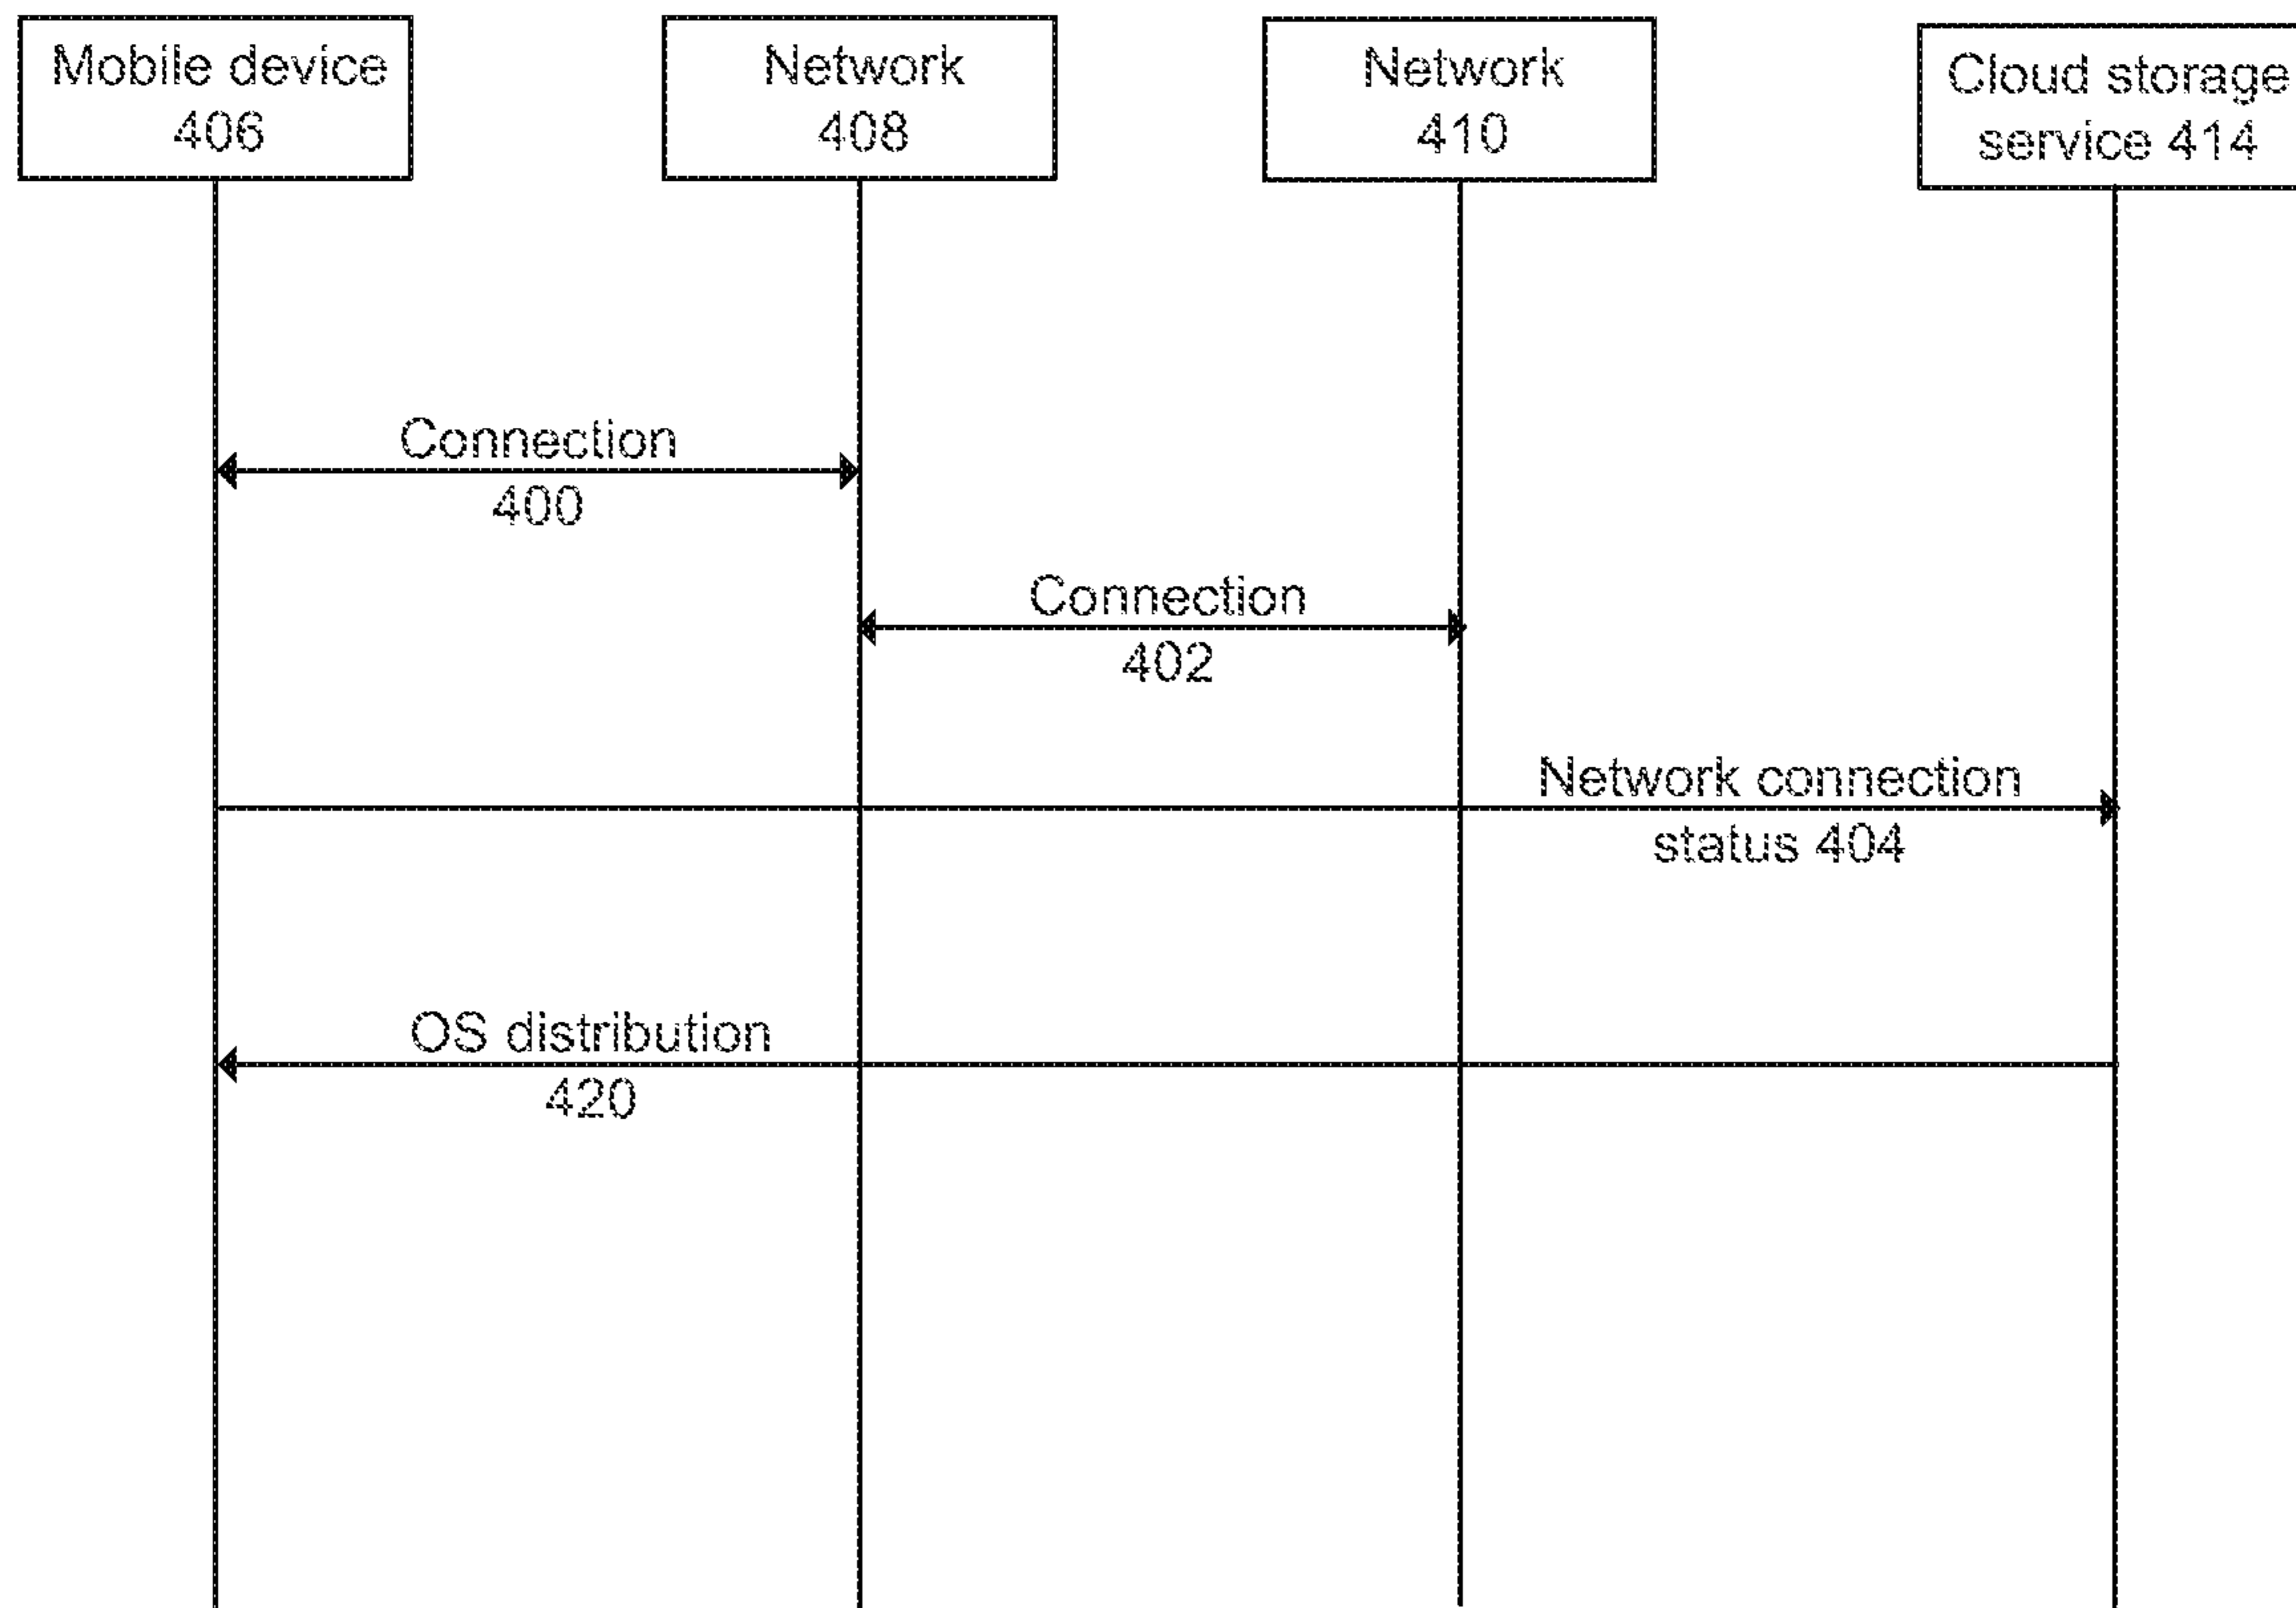 Mobile device
406
Network
408
Network
410
Cloud storage
service 414
Connection
400
Connection
402
Network connection
status 404
OS distribution
420